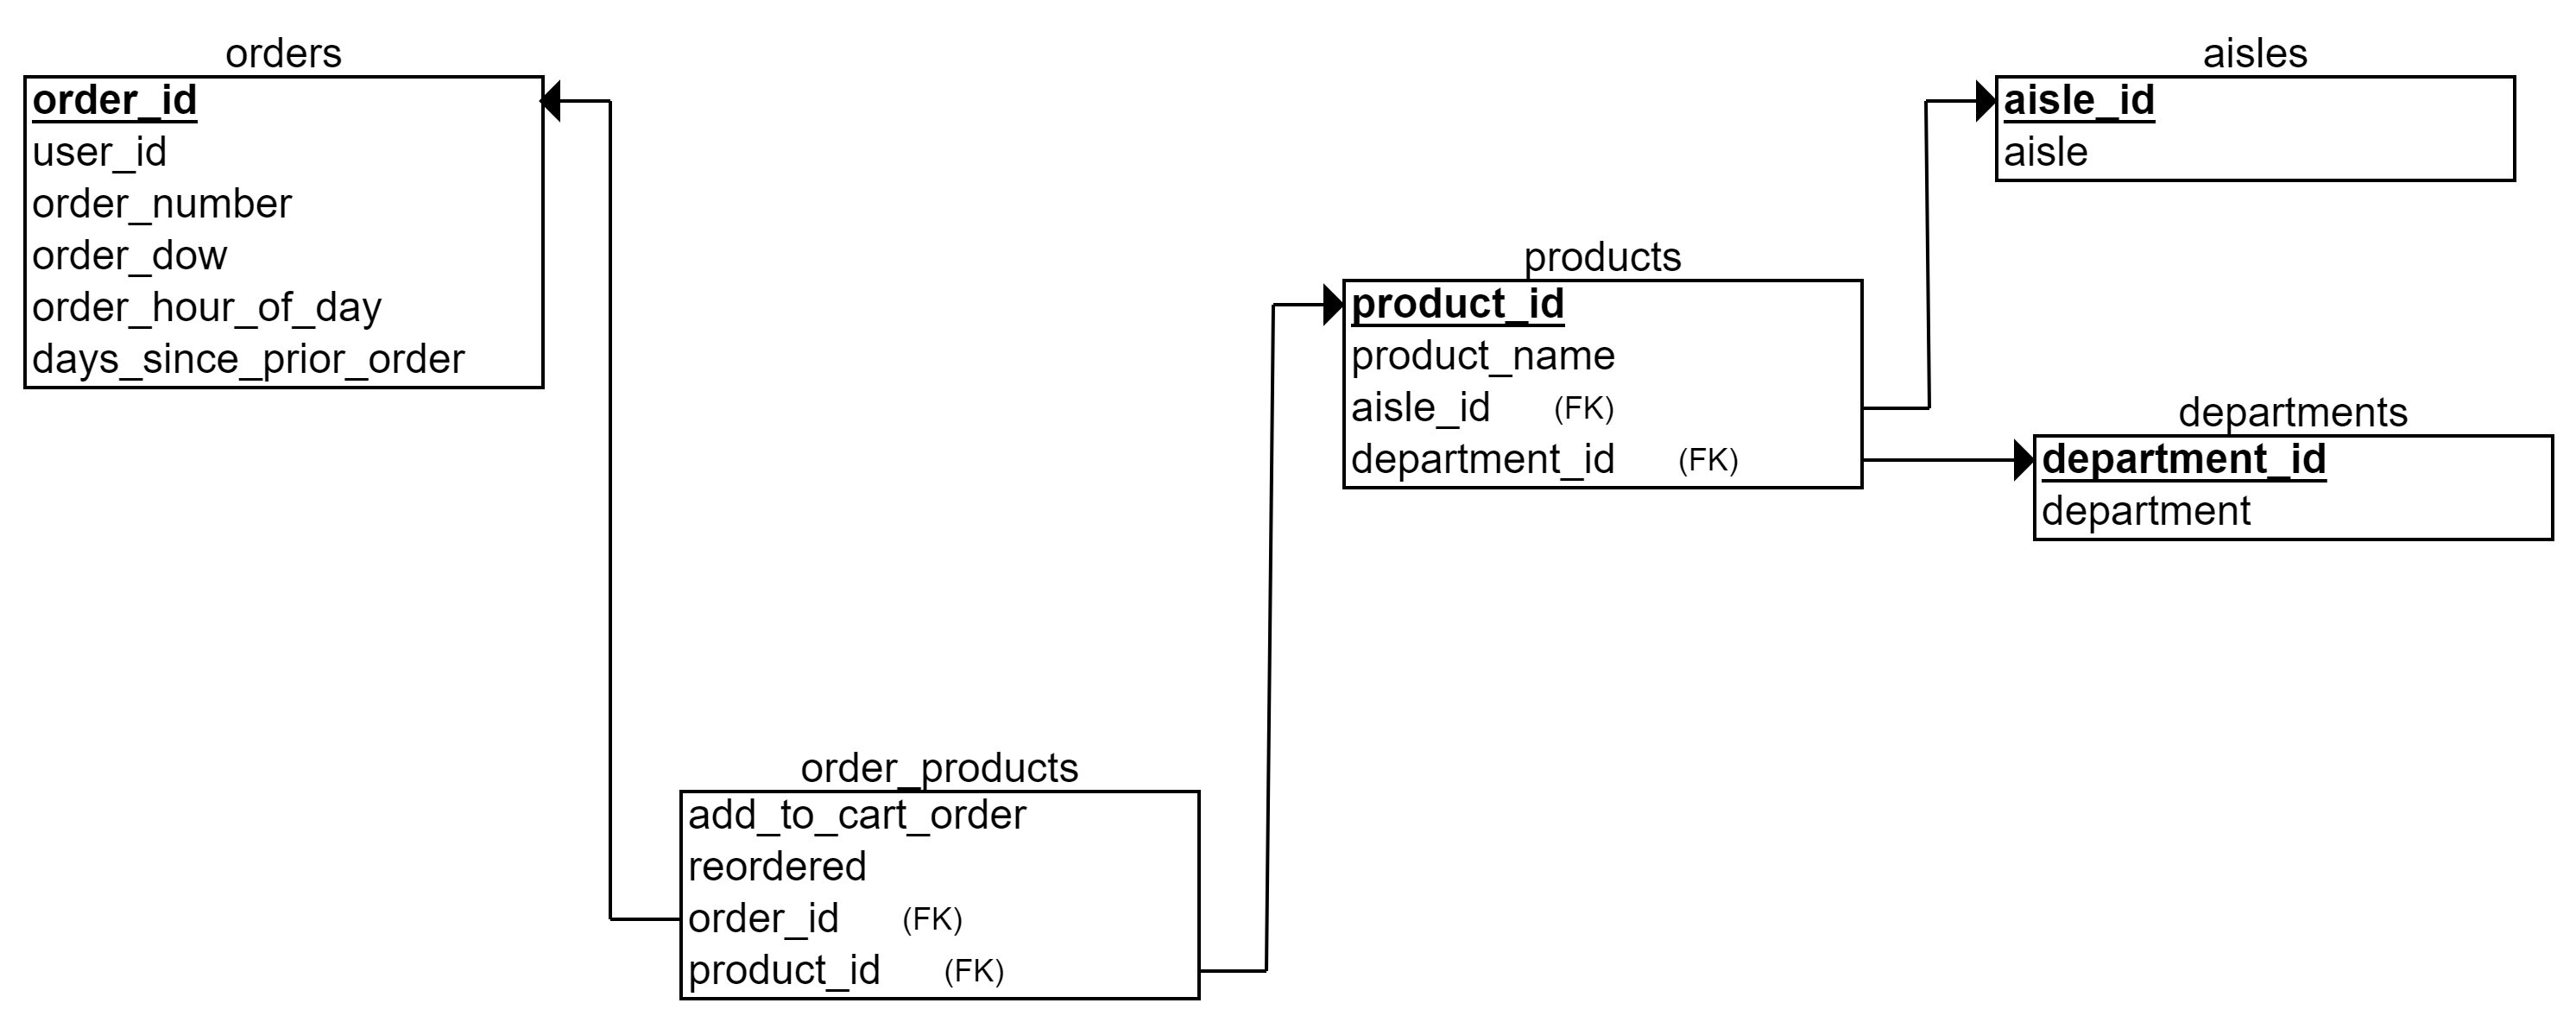 orders
order_id
user_id
order_number
order_dow
order_hour_of_day
days_since_prior_order
aisles
aisle_id
aisle
products
product_id
product_name
aisle_id (FK)
department_id (FK)
departments
department_id
department
order_products
add_to_cart_order
reordered
order_id (FK)
product_id (FK)